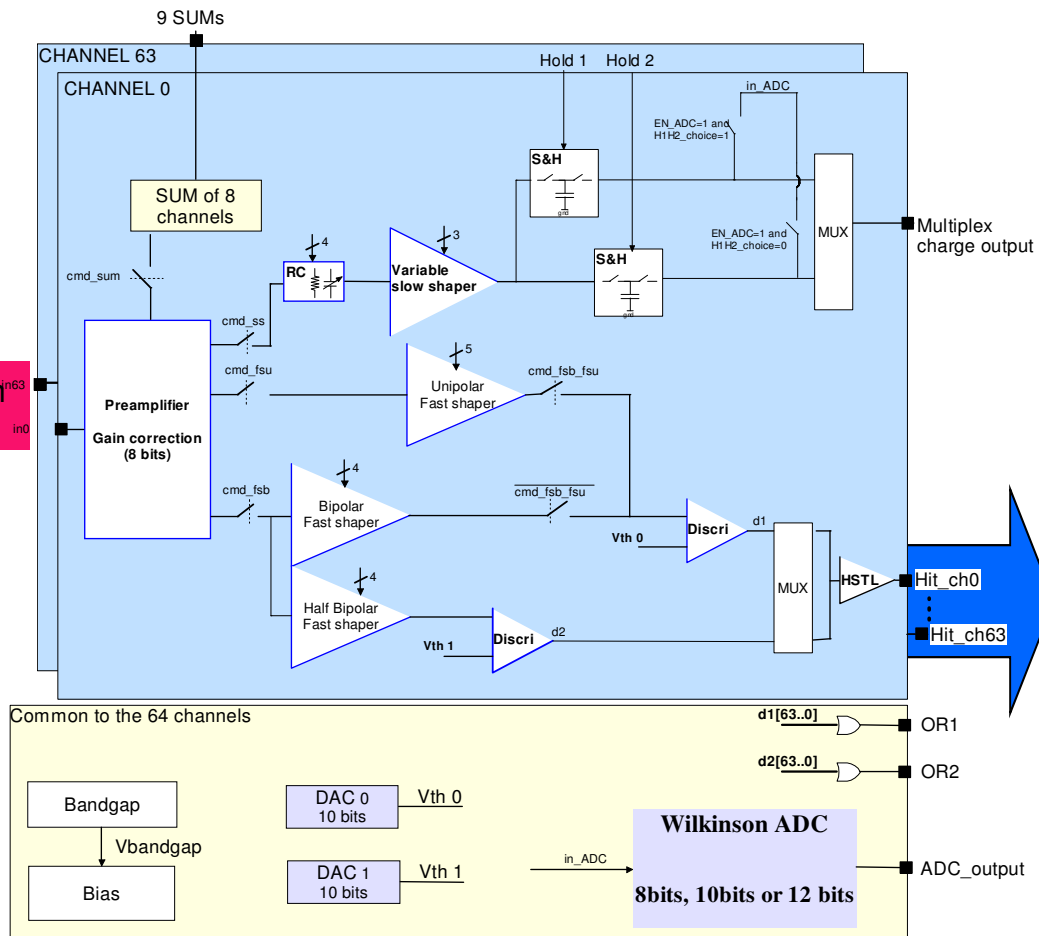 9 SUMs
CHANNEL 63
CHANNEL 0
Hold 1
Hold 2
in_ADC
EN_ADC=1 and
H1H2_choice=1
S&H
gnd
SUM of 8
channels
cmd_sum
4
RC
3
Variable
slow shaper
S&H
gnd
EN_ADC=1 and
H1H2_choice=0
MUX
Multiplex
charge output
cmd_ss
in63
in0
Preamplifier
Gain correction
(8 bits)
cmd_fsu
5
Unipolar
Fast shaper
cmd_fsb_fsu
cmd_fsb
4
Bipolar
Fast shaper
cmd_fsb_fsu
Vth 0
Discri
d1
4
Half Bipolar
Fast shaper
Vth 1
Discri
d2
MUX
HSTL
Hit_ch0
Hit_ch63
Common to the 64 channels
d1[63..0]
OR1
d2[63..0]
OR2
Bandgap
Vbandgap
Bias
DAC 0
10 bits
Vth 0
DAC 1
10 bits
Vth 1
in_ADC
Wilkinson ADC
8bits, 10bits or 12 bits
ADC_output